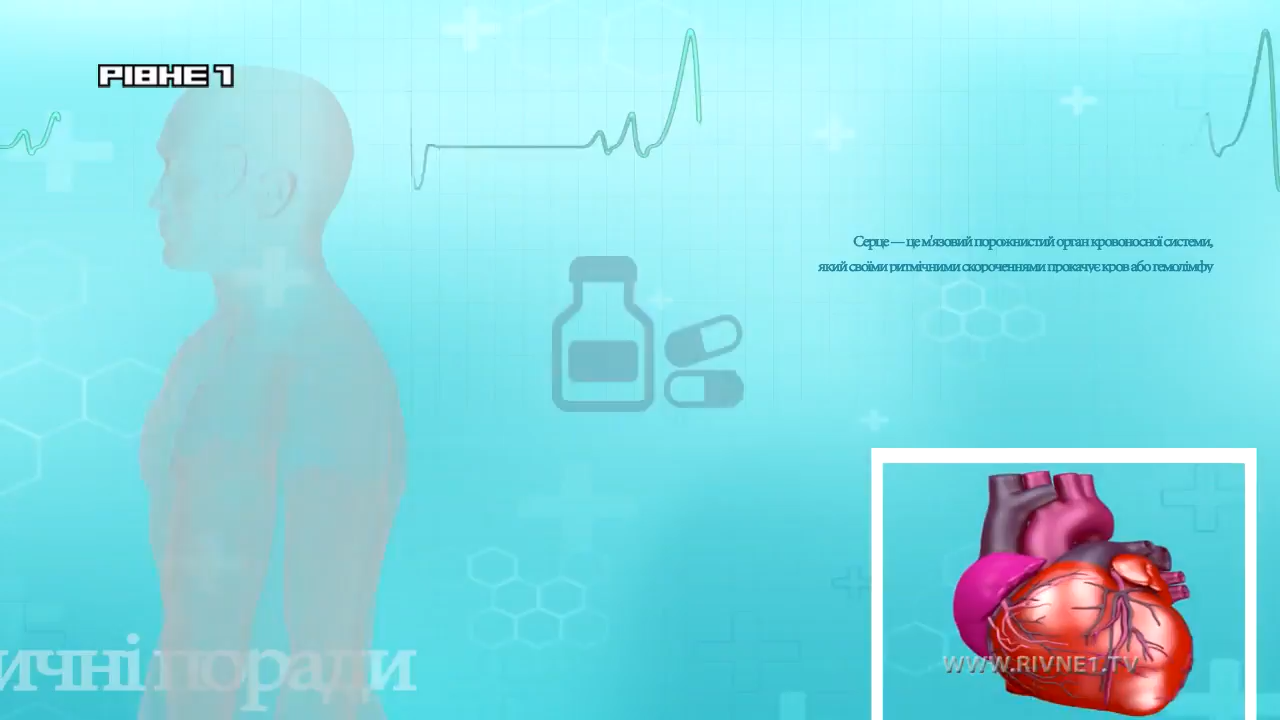 РІВНЕ 1
Серце — це м'язовий порожнистий орган кровоносної системи,
який своїми ритмічними скороченнями прокачує кров або гемолімфу
WWW.RIVNE1.TV
ичні поради